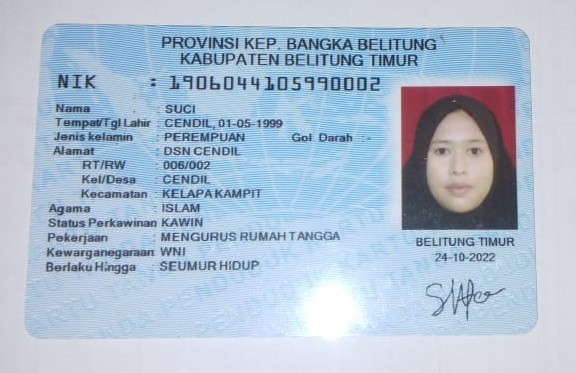 PROVINSI KEP. BANGKA BELITUNG
KABUPATEN BELITUNG TIMUR
NIK : 1906044105990002
Nama : SUCI
Tempat/Tgl Lahir : CENDIL, 01-05-1999
Jenis kelamin : PEREMPUAN Gol. Darah : -
Alamat : DSN CENDIL
RT/RW : 006/002
Kel/Desa : CENDIL
Kecamatan : KELAPA KAMPIT
Agama : ISLAM
Status Perkawinan KAWIN
Pekerjaan : MENGURUS RUMAH TANGGA
Kewarganegaraan: WNI
Berlaku Hingga : SEUMUR HIDUP
BELITUNG TIMUR
24-10-2022